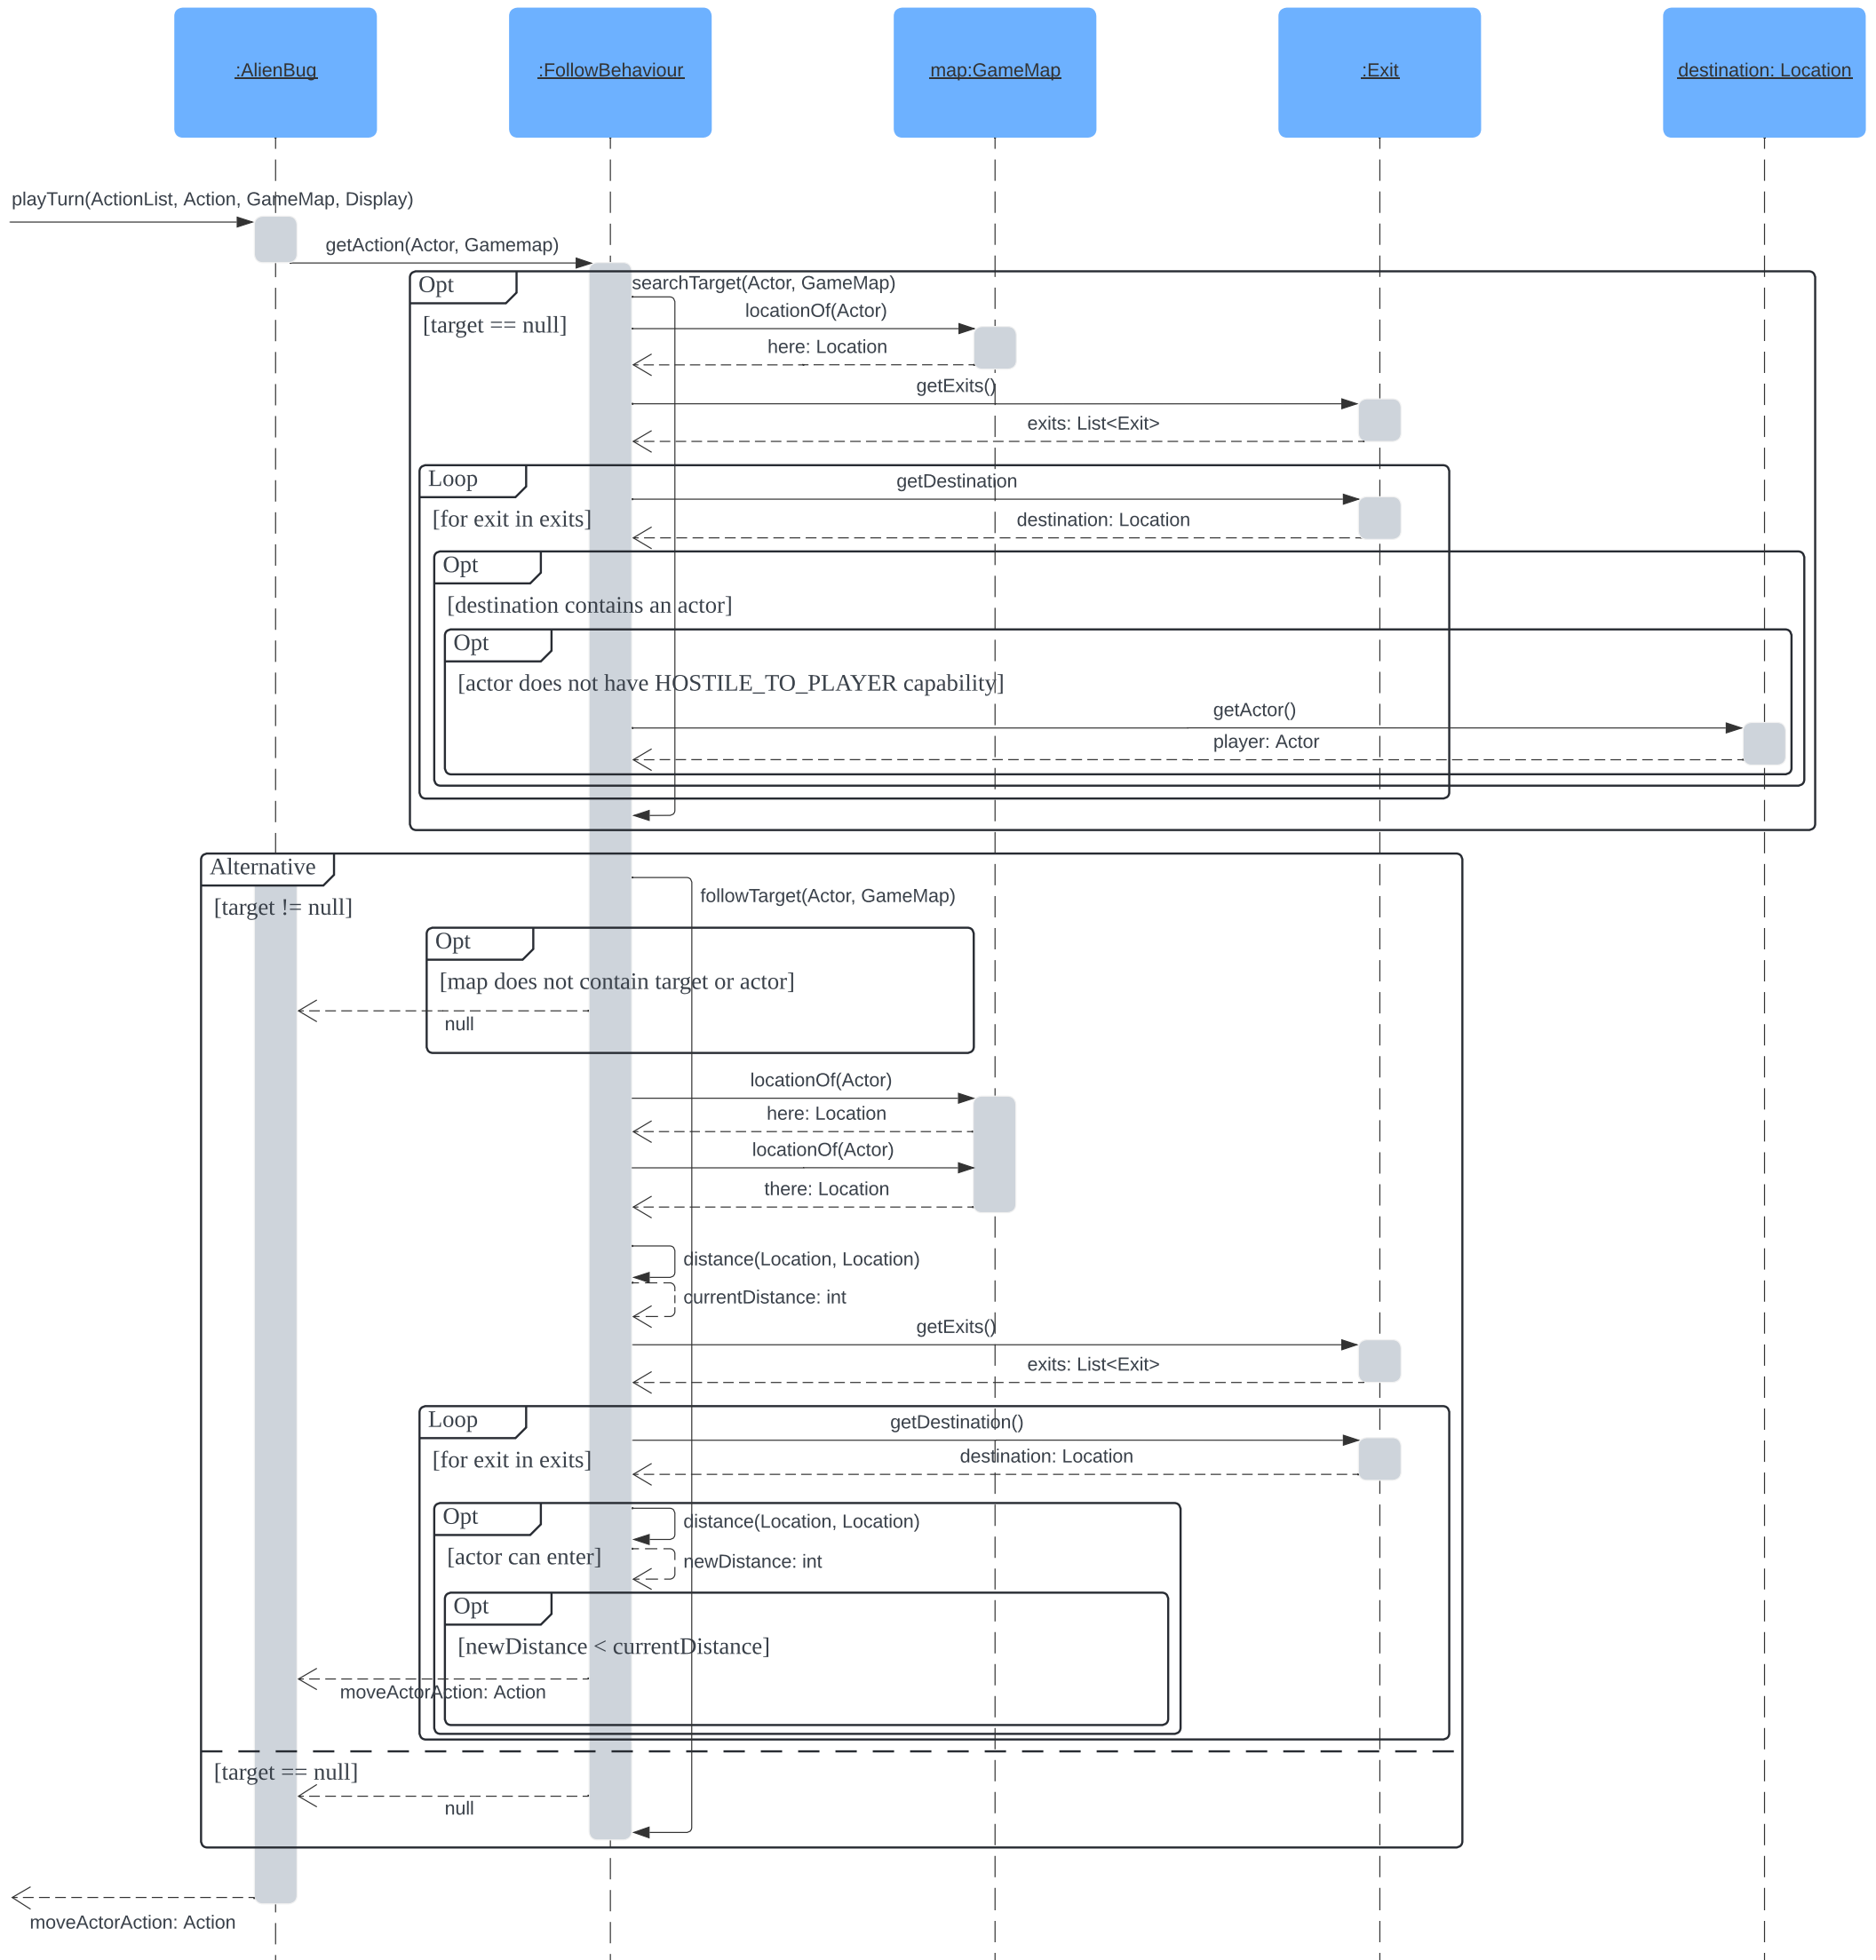 :AlienBug
:FollowBehaviour
map:GameMap
:Exit
destination: Location
playTurn(ActionList, Action, GameMap, Display)
getAction(Actor, Gamemap)
Opt
searchTarget(Actor, GameMap)
[target == null]
locationOf(Actor)
here: Location
getExits()
exits: List<Exit>
Loop
getDestination
[for exit in exits]
destination: Location
Opt
[destination contains an actor]
Opt
[actor does not have HOSTILE_TO_PLAYER capability]
getActor()
player: Actor
Alternative
[target != null]
followTarget(Actor, GameMap)
Opt
[map does not contain target or actor]
null
locationOf(Actor)
here: Location
locationOf(Actor)
there: Location
distance(Location, Location)
currentDistance: int
getExits()
exits: List<Exit>
Loop
getDestination()
[for exit in exits]
destination: Location
Opt
distance(Location, Location)
[actor can enter]
newDistance: int
Opt
[newDistance < currentDistance]
moveActorAction: Action
[target == null]
null
moveActorAction: Action